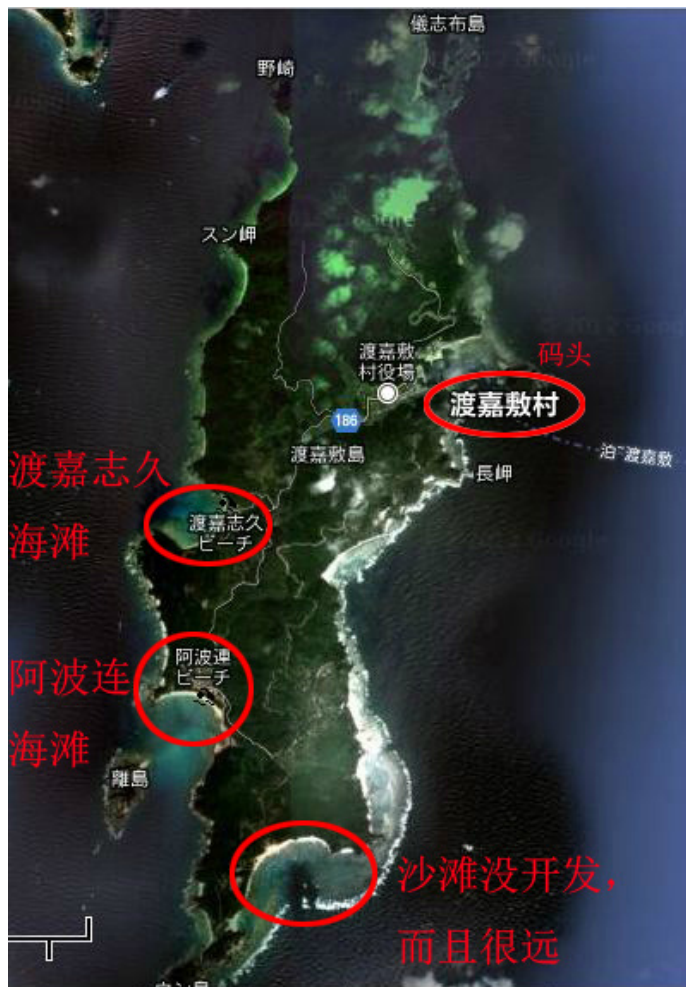 儀志布島
野崎
スン岬
渡嘉敷
村役場
码头
渡嘉敷村
186
渡嘉敷島
泊~渡嘉敷
長岬
渡嘉志久
海滩
渡嘉志久
ビーチ
阿波連
ビーチ
阿波连
海滩
離島
沙滩没开发，
而且很远